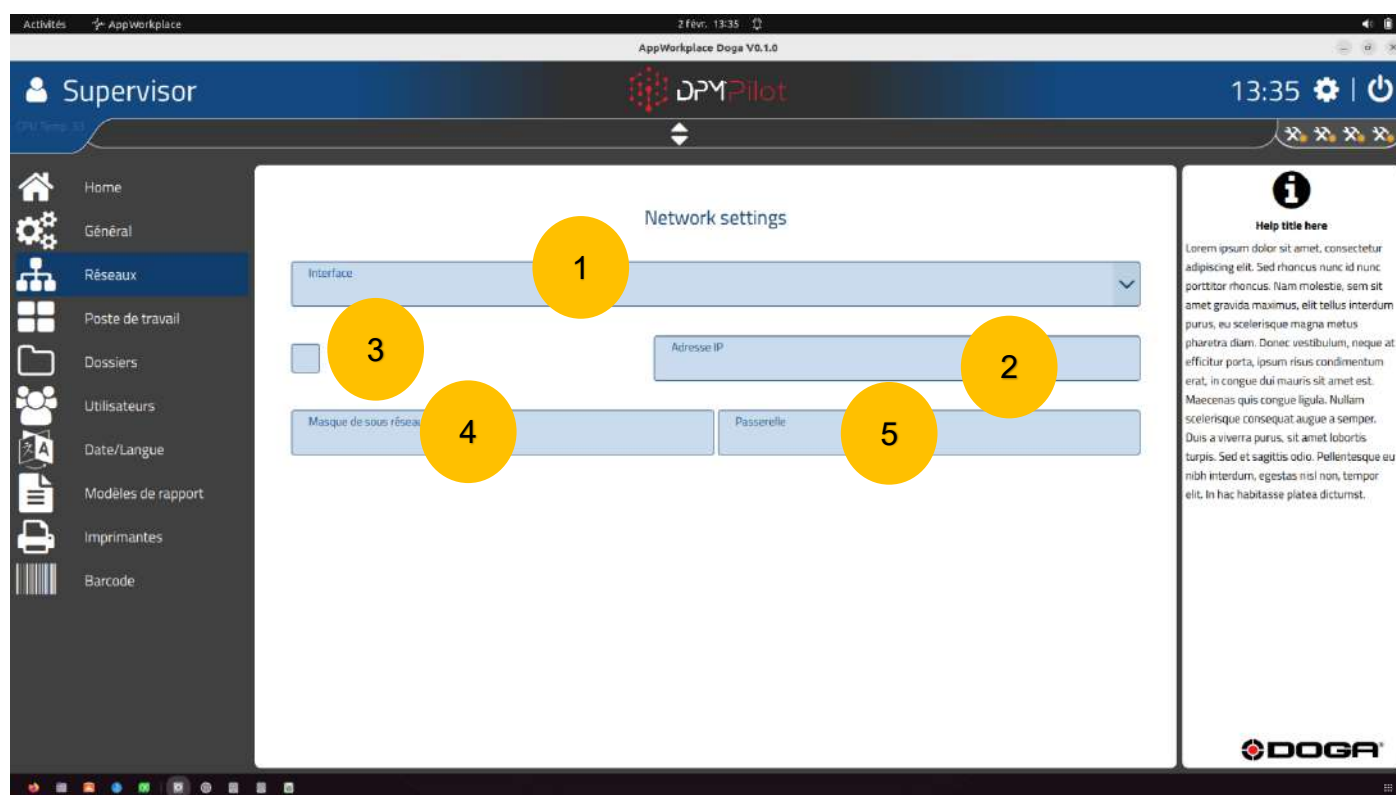 Activités AppWorkplace 2 févr. 13:35
AppWorkplace Doga V0.1.0
Supervisor DPMPilot 13:35
CPU Temp. 53
Home
Général
Réseaux
Poste de travail
Dossiers
Utilisateurs
Date/Langue
Modèles de rapport
Imprimantes
Barcode
Network settings
Interface
1
3
Adresse IP
2
Masque de sous réseau
4
Passerelle
5
Help title here
Lorem ipsum dolor sit amet, consectetur
adipiscing elit. Sed rhoncus nunc id nunc
porttitor rhoncus. Nam molestie, sem sit
amet gravida maximus, elit tellus interdum
purus, eu scelerisque magna metus
pharetra diam. Donec vestibulum, neque at
efficitur porta, ipsum risus condimentum
erat, in congue dui mauris sit amet est.
Maecenas quis congue ligula. Nullam
scelerisque consequat augue a semper.
Duis a viverra purus, sit amet lobortis
turpis. Sed et sagittis odio. Pellentesque eu
nibh interdum, egestas nisl non, tempor
elit. In hac habitasse platea dictumst.
DOGA